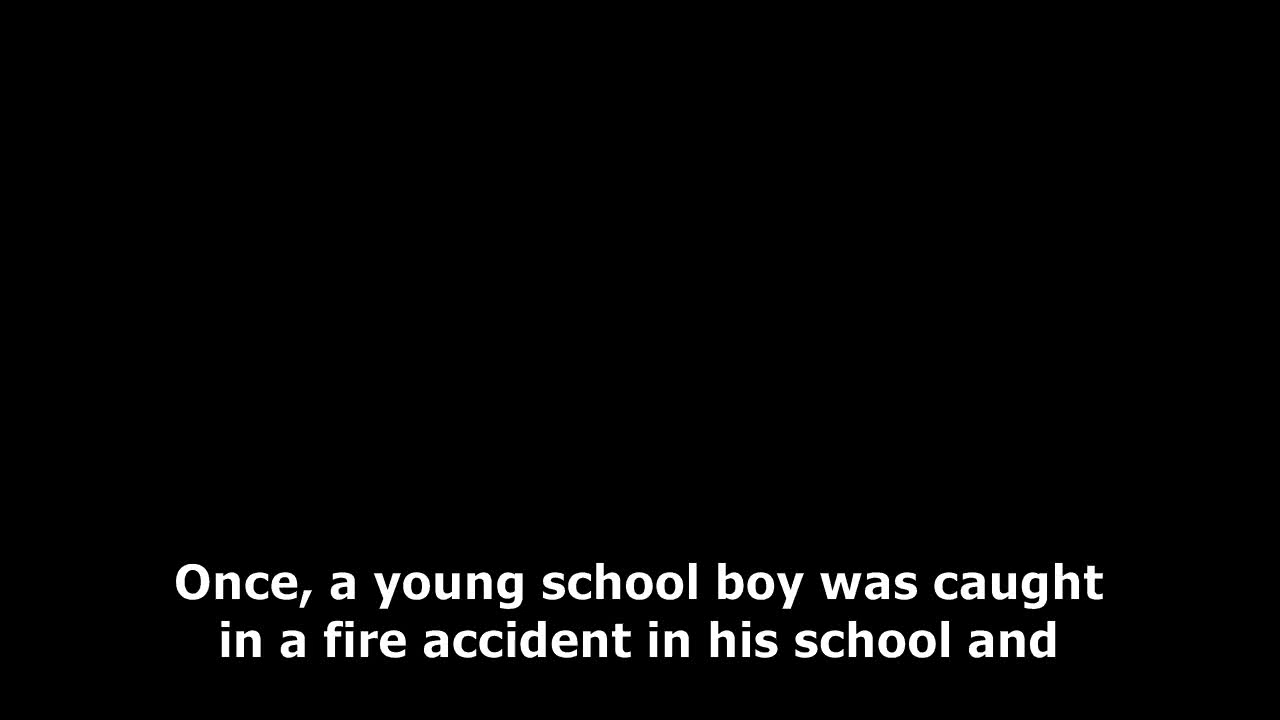 Once, a young school boy was caught
in a fire accident in his school and